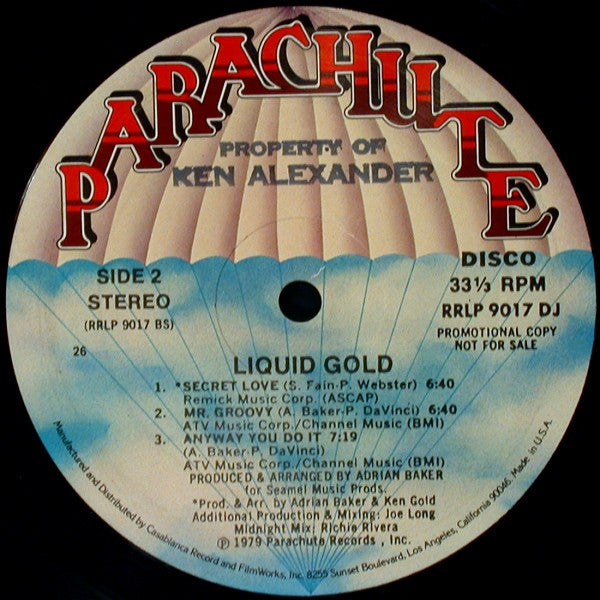 PARACHUTE
PROPERTY OF
KEN ALEXANDER
SIDE 2
STEREO
(RRLP 9017 BS)
26
DISCO
33⅓ RPM
RRLP 9017 DJ
PROMOTIONAL COPY
NOT FOR SALE
LIQUID GOLD
1. *SECRET LOVE (S. Fain-P. Webster) 6:40
Remick Music Corp. (ASCAP)
2. MR. GROOVY (A. Baker-P. DaVinci) 6:40
ATV Music Corp./Channel Music (BMI)
3. ANYWAY YOU DO IT 7:19
(A. Baker-P. DaVinci)
ATV Music Corp./Channel Music (BMI)
PRODUCED & ARRANGED BY ADRIAN BAKER
for Seamel Music Prods.
*Prod. & Arr. by Adrian Baker & Ken Gold
Additional Production & Mixing: Joe Long
Midnight Mix: Richie Rivera
℗ 1979 Parachute Records , Inc.
Manufactured and Distributed by Casablanca Record and FilmWorks, Inc. 8255 Sunset Boulevard, Los Angeles, California 90046. Made in U.S.A.